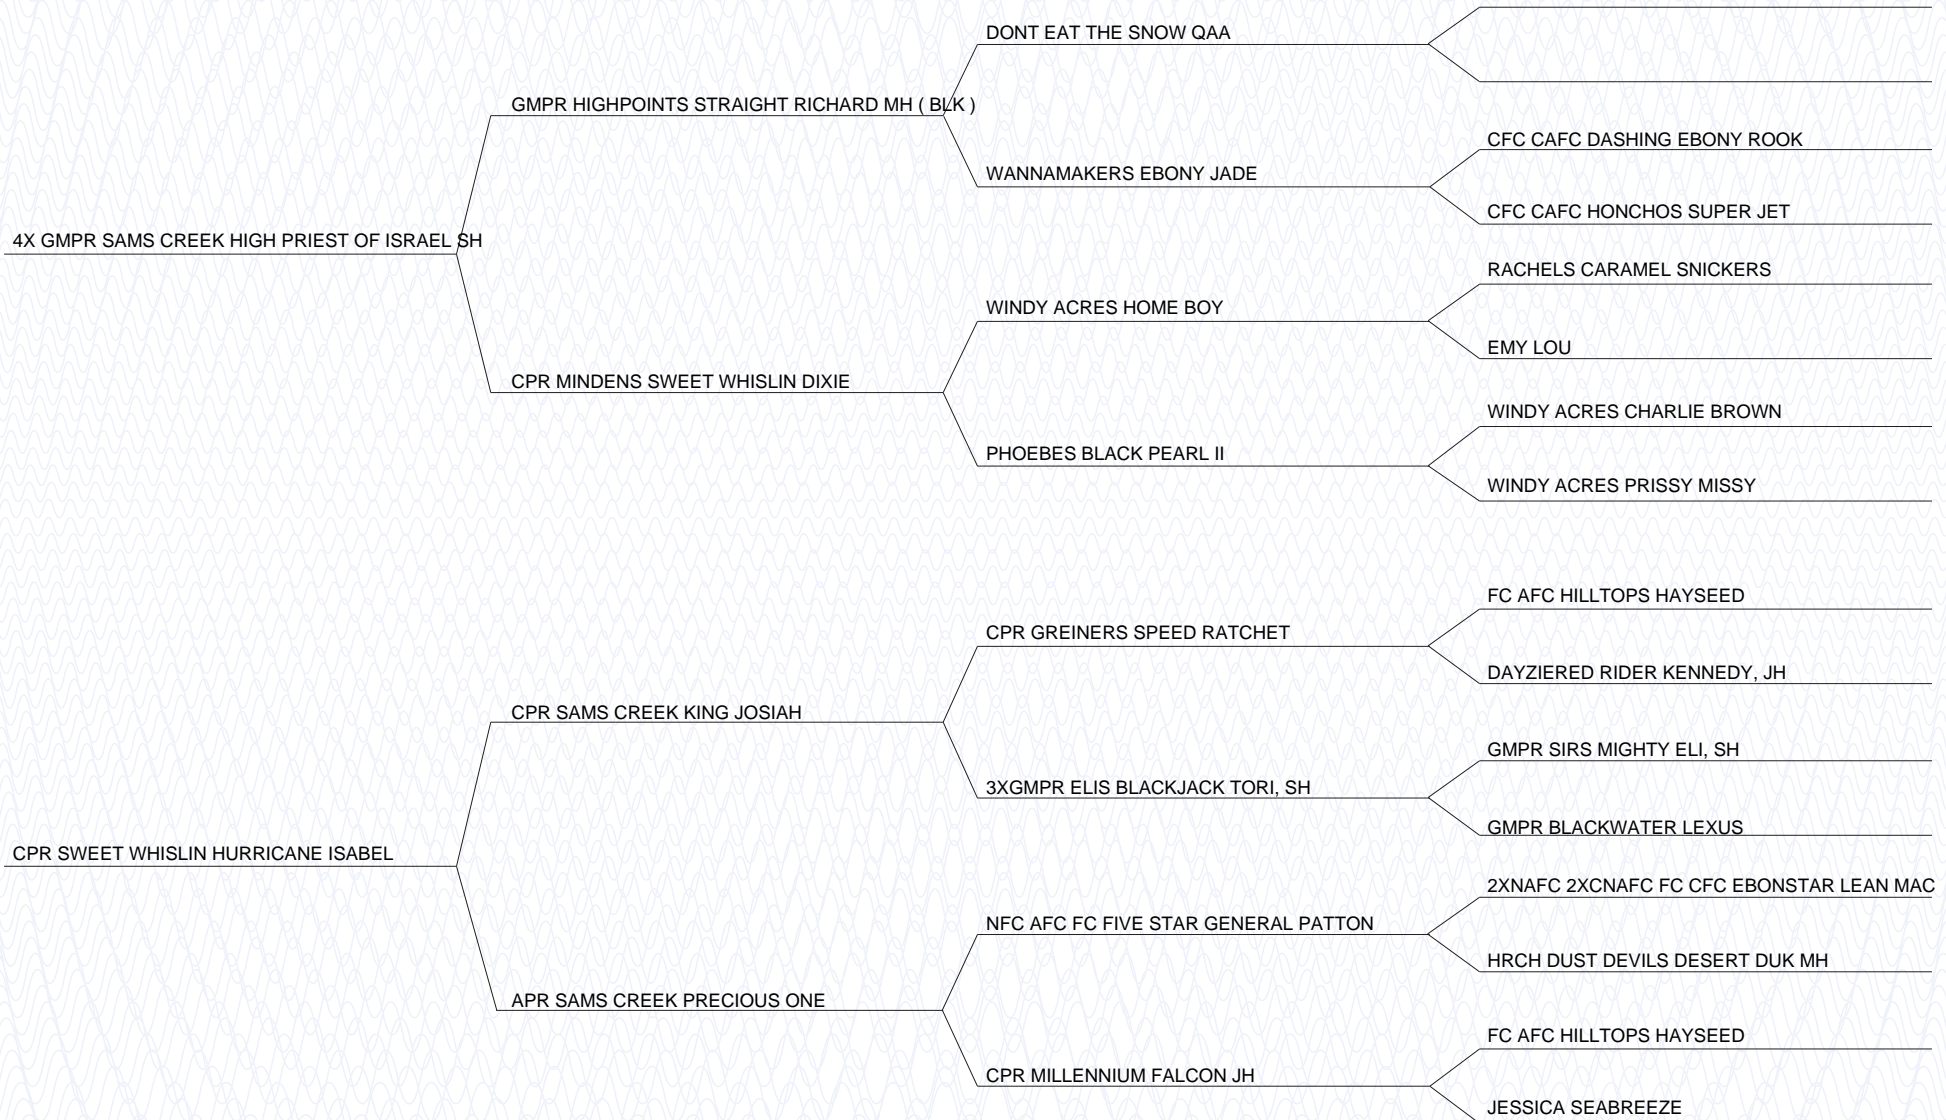 DONT EAT THE SNOW QAA
GMPR HIGHPOINTS STRAIGHT RICHARD MH ( BLK )
CFC CAFC DASHING EBONY ROOK
WANNAMAKERS EBONY JADE
CFC CAFC HONCHOS SUPER JET
4X GMPR SAMS CREEK HIGH PRIEST OF ISRAEL SH
RACHELS CARAMEL SNICKERS
WINDY ACRES HOME BOY
EMY LOU
CPR MINDENS SWEET WHISLIN DIXIE
WINDY ACRES CHARLIE BROWN
PHOEBES BLACK PEARL II
WINDY ACRES PRISSY MISSY
FC AFC HILLTOPS HAYSEED
CPR GREINERS SPEED RATCHET
DAYZIERED RIDER KENNEDY, JH
CPR SAMS CREEK KING JOSIAH
GMPR SIRS MIGHTY ELI, SH
3XGMPR ELIS BLACKJACK TORI, SH
GMPR BLACKWATER LEXUS
CPR SWEET WHISLIN HURRICANE ISABEL
2XNAFC 2XCNAFC FC CFC EBONSTAR LEAN MAC
NFC AFC FC FIVE STAR GENERAL PATTON
HRCH DUST DEVILS DESERT DUK MH
APR SAMS CREEK PRECIOUS ONE
FC AFC HILLTOPS HAYSEED
CPR MILLENNIUM FALCON JH
JESSICA SEABREEZE